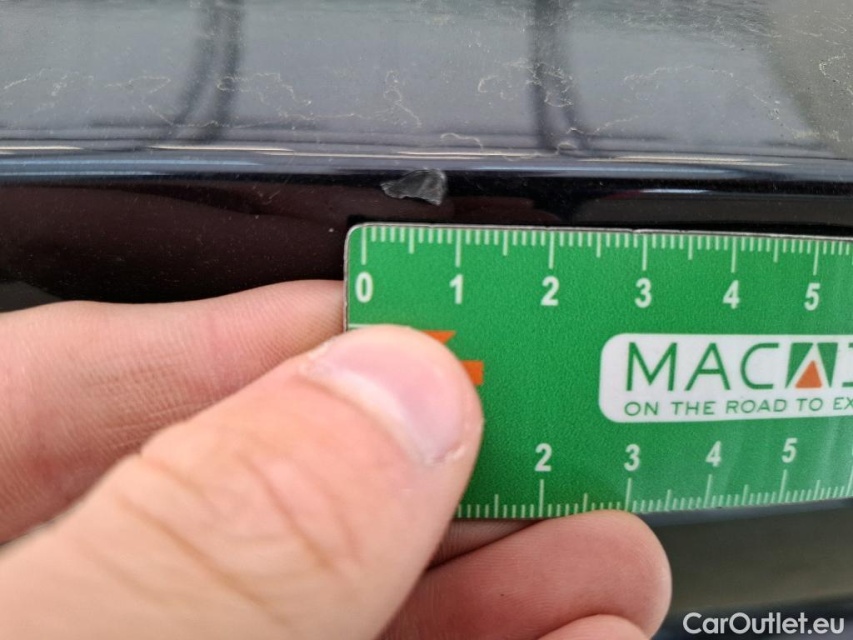 0 1 2 3 4 5
MAC
ON THE ROAD TO EX
2 3 4 5
CarOutlet.eu